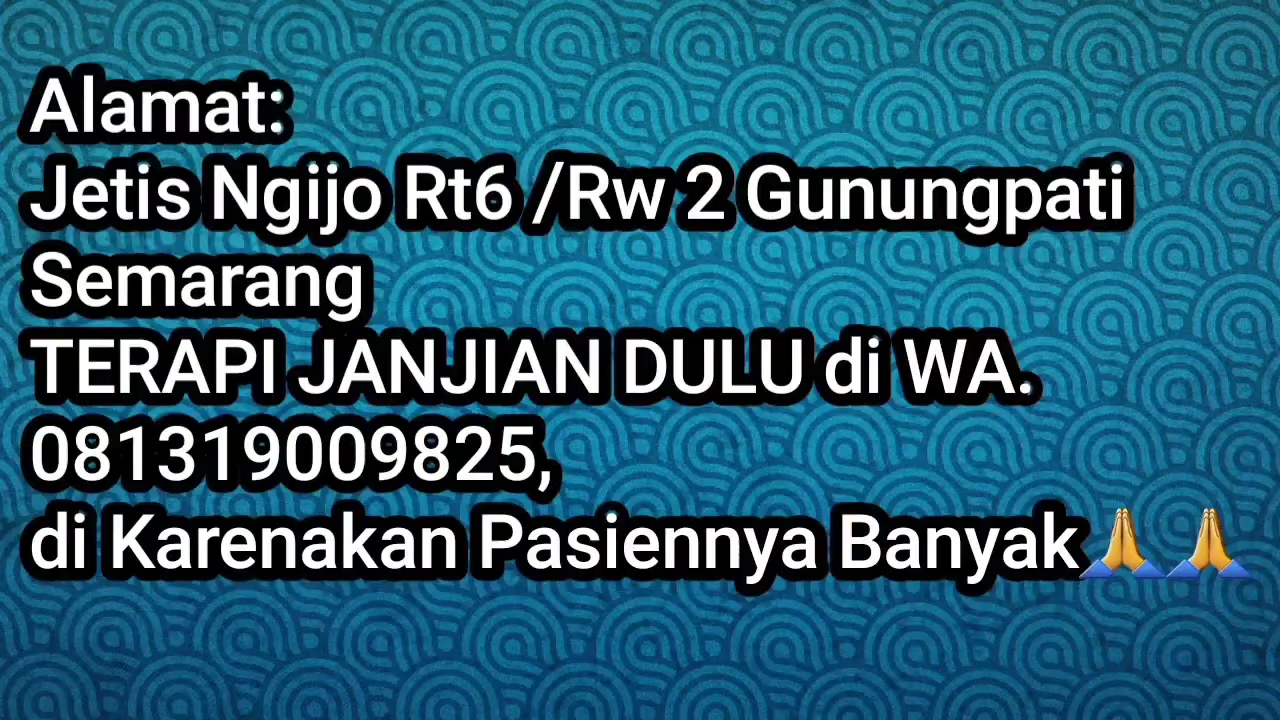 Alamat:
Jetis Ngijo Rt6 /Rw 2 Gunungpati
Semarang
TERAPI JANJIAN DULU di WA.
081319009825,
di Karenakan Pasiennya Banyak🙏🙏